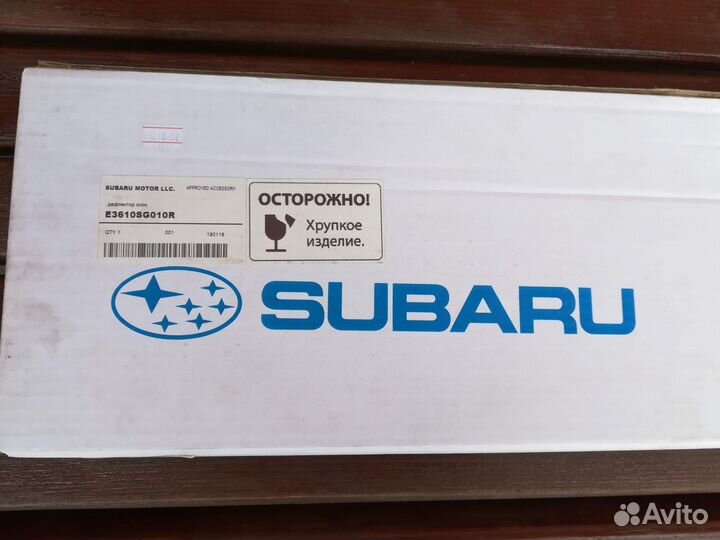 SUBARU MOTOR LLC. APPROVED ACCESSORY
дефлектор окон
E3610SG010R
QTY 1 001 180118
ОСТОРОЖНО!
Хрупкое
изделие.
SUBARU
Avito